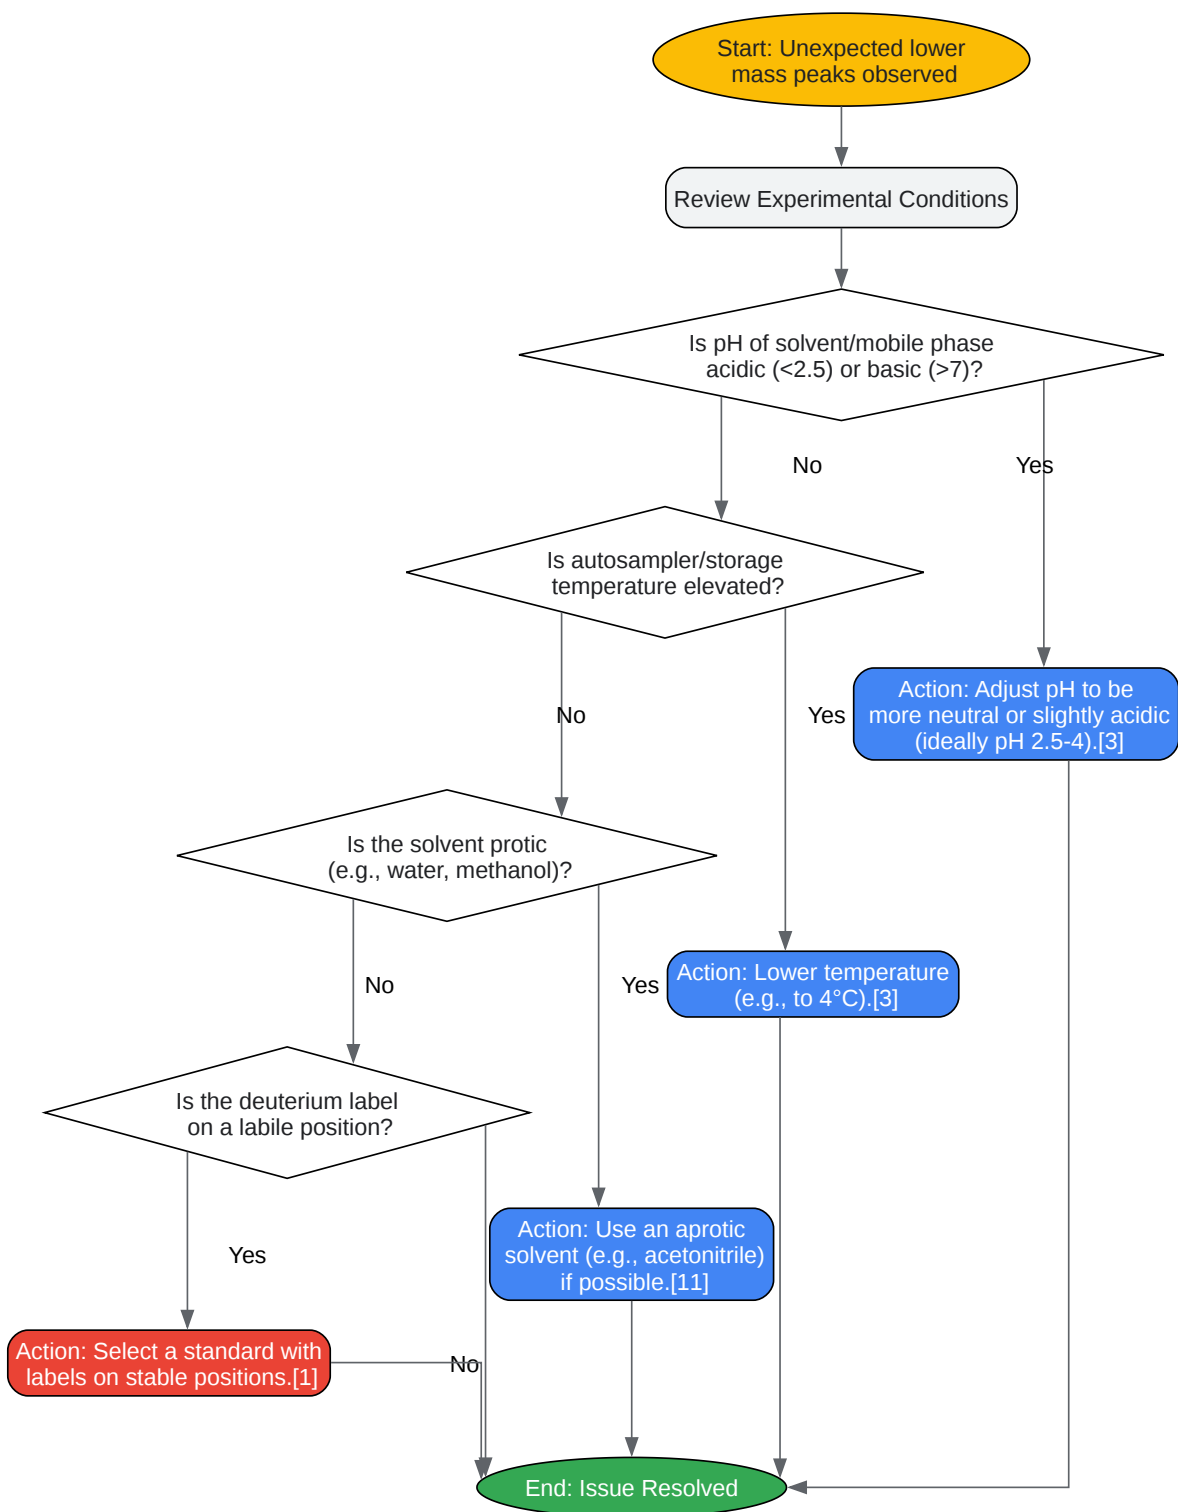 Start: Unexpected lower
mass peaks observed
Review Experimental Conditions
Is pH of solvent/mobile phase
acidic (<2.5) or basic (>7)?
No
Yes
Is autosampler/storage
temperature elevated?
Action: Adjust pH to be
more neutral or slightly acidic
(ideally pH 2.5-4).[3]
No
Yes
Is the solvent protic
(e.g., water, methanol)?
Action: Lower temperature
(e.g., to 4°C).[3]
No
Yes
Is the deuterium label
on a labile position?
Action: Use an aprotic
solvent (e.g., acetonitrile)
if possible.[11]
Yes
Action: Select a standard with
labels on stable positions.[1]
No
End: Issue Resolved